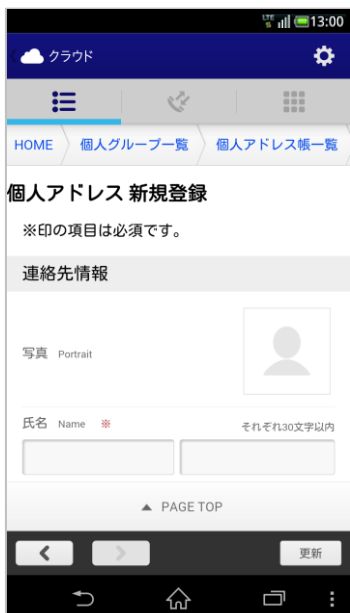 LTE 13:00
クラウド
HOME 個人グループ一覧 個人アドレス帳一覧
個人アドレス 新規登録
※印の項目は必須です。
連絡先情報
写真 Portrait
氏名 Name ※ それぞれ30文字以内
▲ PAGE TOP
更新